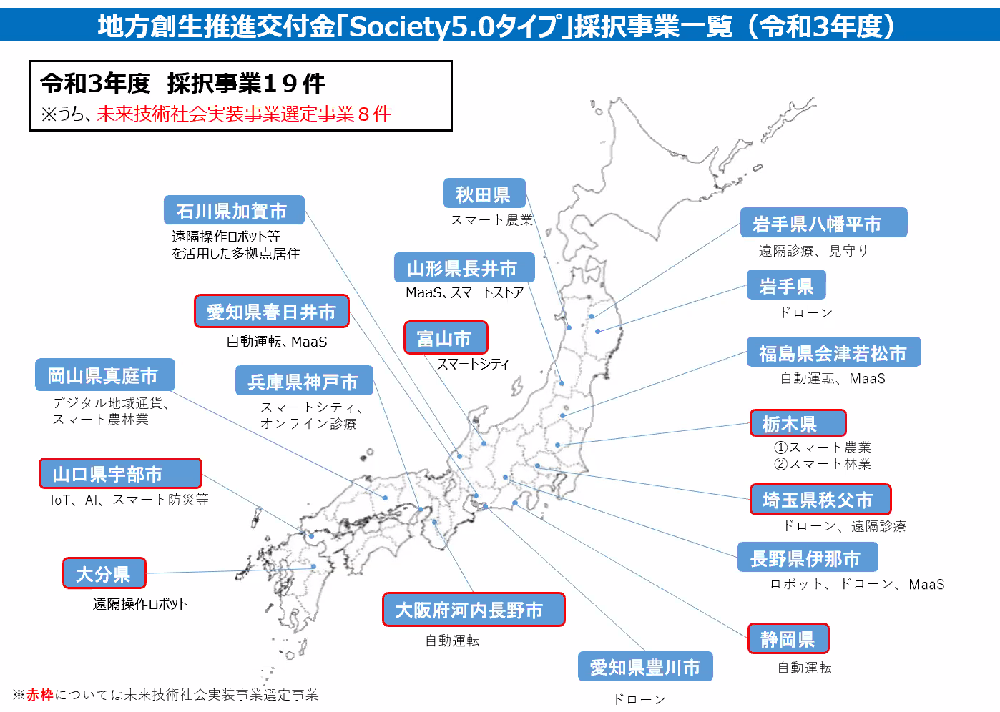 地方創生推進交付金「Society5.0タイプ」採択事業一覧（令和3年度）
令和3年度　採択事業1９件
※うち、未来技術社会実装事業選定事業８件
秋田県
スマート農業
石川県加賀市
遠隔操作ロボット等
を活用した多拠点居住
岩手県八幡平市
遠隔診療、見守り
山形県長井市
MaaS、スマートストア
岩手県
ドローン
愛知県春日井市
自動運転、MaaS
富山市
スマートシティ
福島県会津若松市
自動運転、MaaS
岡山県真庭市
デジタル地域通貨、
スマート農林業
兵庫県神戸市
スマートシティ、
オンライン診療
栃木県
①スマート農業
②スマート林業
山口県宇部市
IoT、AI、スマート防災等
埼玉県秩父市
ドローン、遠隔診療
長野県伊那市
ロボット、ドローン、MaaS
大分県
遠隔操作ロボット
大阪府河内長野市
自動運転
静岡県
自動運転
愛知県豊川市
ドローン
※赤枠については未来技術社会実装事業選定事業